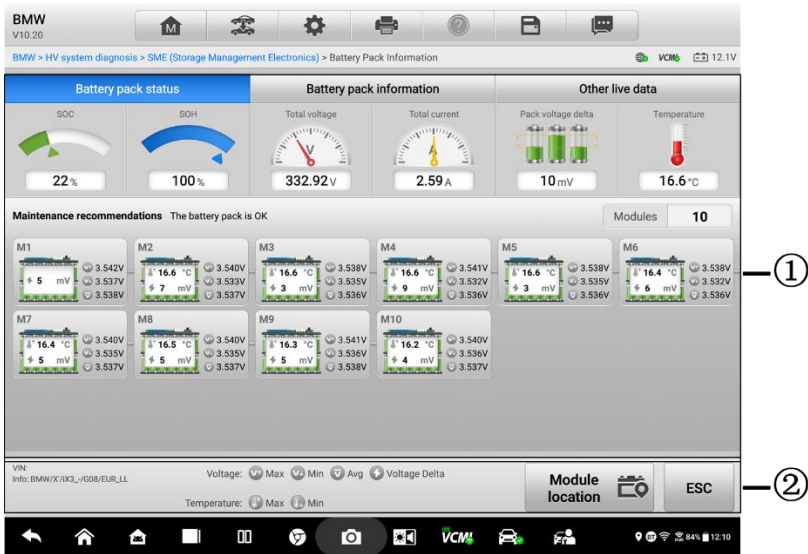 BMW
V10.20
M
?
BMW > HV system diagnosis > SME (Storage Management Electronics) > Battery Pack Information
VCMI
12.1V
Battery pack status
Battery pack information
Other live data
SOC
SOH
Total voltage
Total current
Pack voltage delta
Temperature
V
A
22 %
100 %
332.92 V
2.59 A
10 mV
16.6 °C
Maintenance recommendations The battery pack is OK
Modules 10
M1
5 mV
3.542V
3.537V
3.538V
M2
16.6 °C
7 mV
3.540V
3.533V
3.537V
M3
16.6 °C
3 mV
3.538V
3.535V
3.536V
M4
16.6 °C
9 mV
3.541V
3.532V
3.536V
M5
16.6 °C
3 mV
3.538V
3.535V
3.536V
M6
16.4 °C
6 mV
3.538V
3.532V
3.536V
①
M7
16.4 °C
5 mV
3.540V
3.535V
3.537V
M8
16.5 °C
5 mV
3.540V
3.535V
3.537V
M9
16.3 °C
5 mV
3.541V
3.536V
3.538V
M10
16.2 °C
4 mV
3.540V
3.536V
3.537V
VIN:
Info: BMW/X'/iX3_-/G08/EUR_LL
Voltage: Max Min Avg Voltage Delta
Temperature: Max Min
Module
location
ESC
②
VCMI
BT
84%
12:10